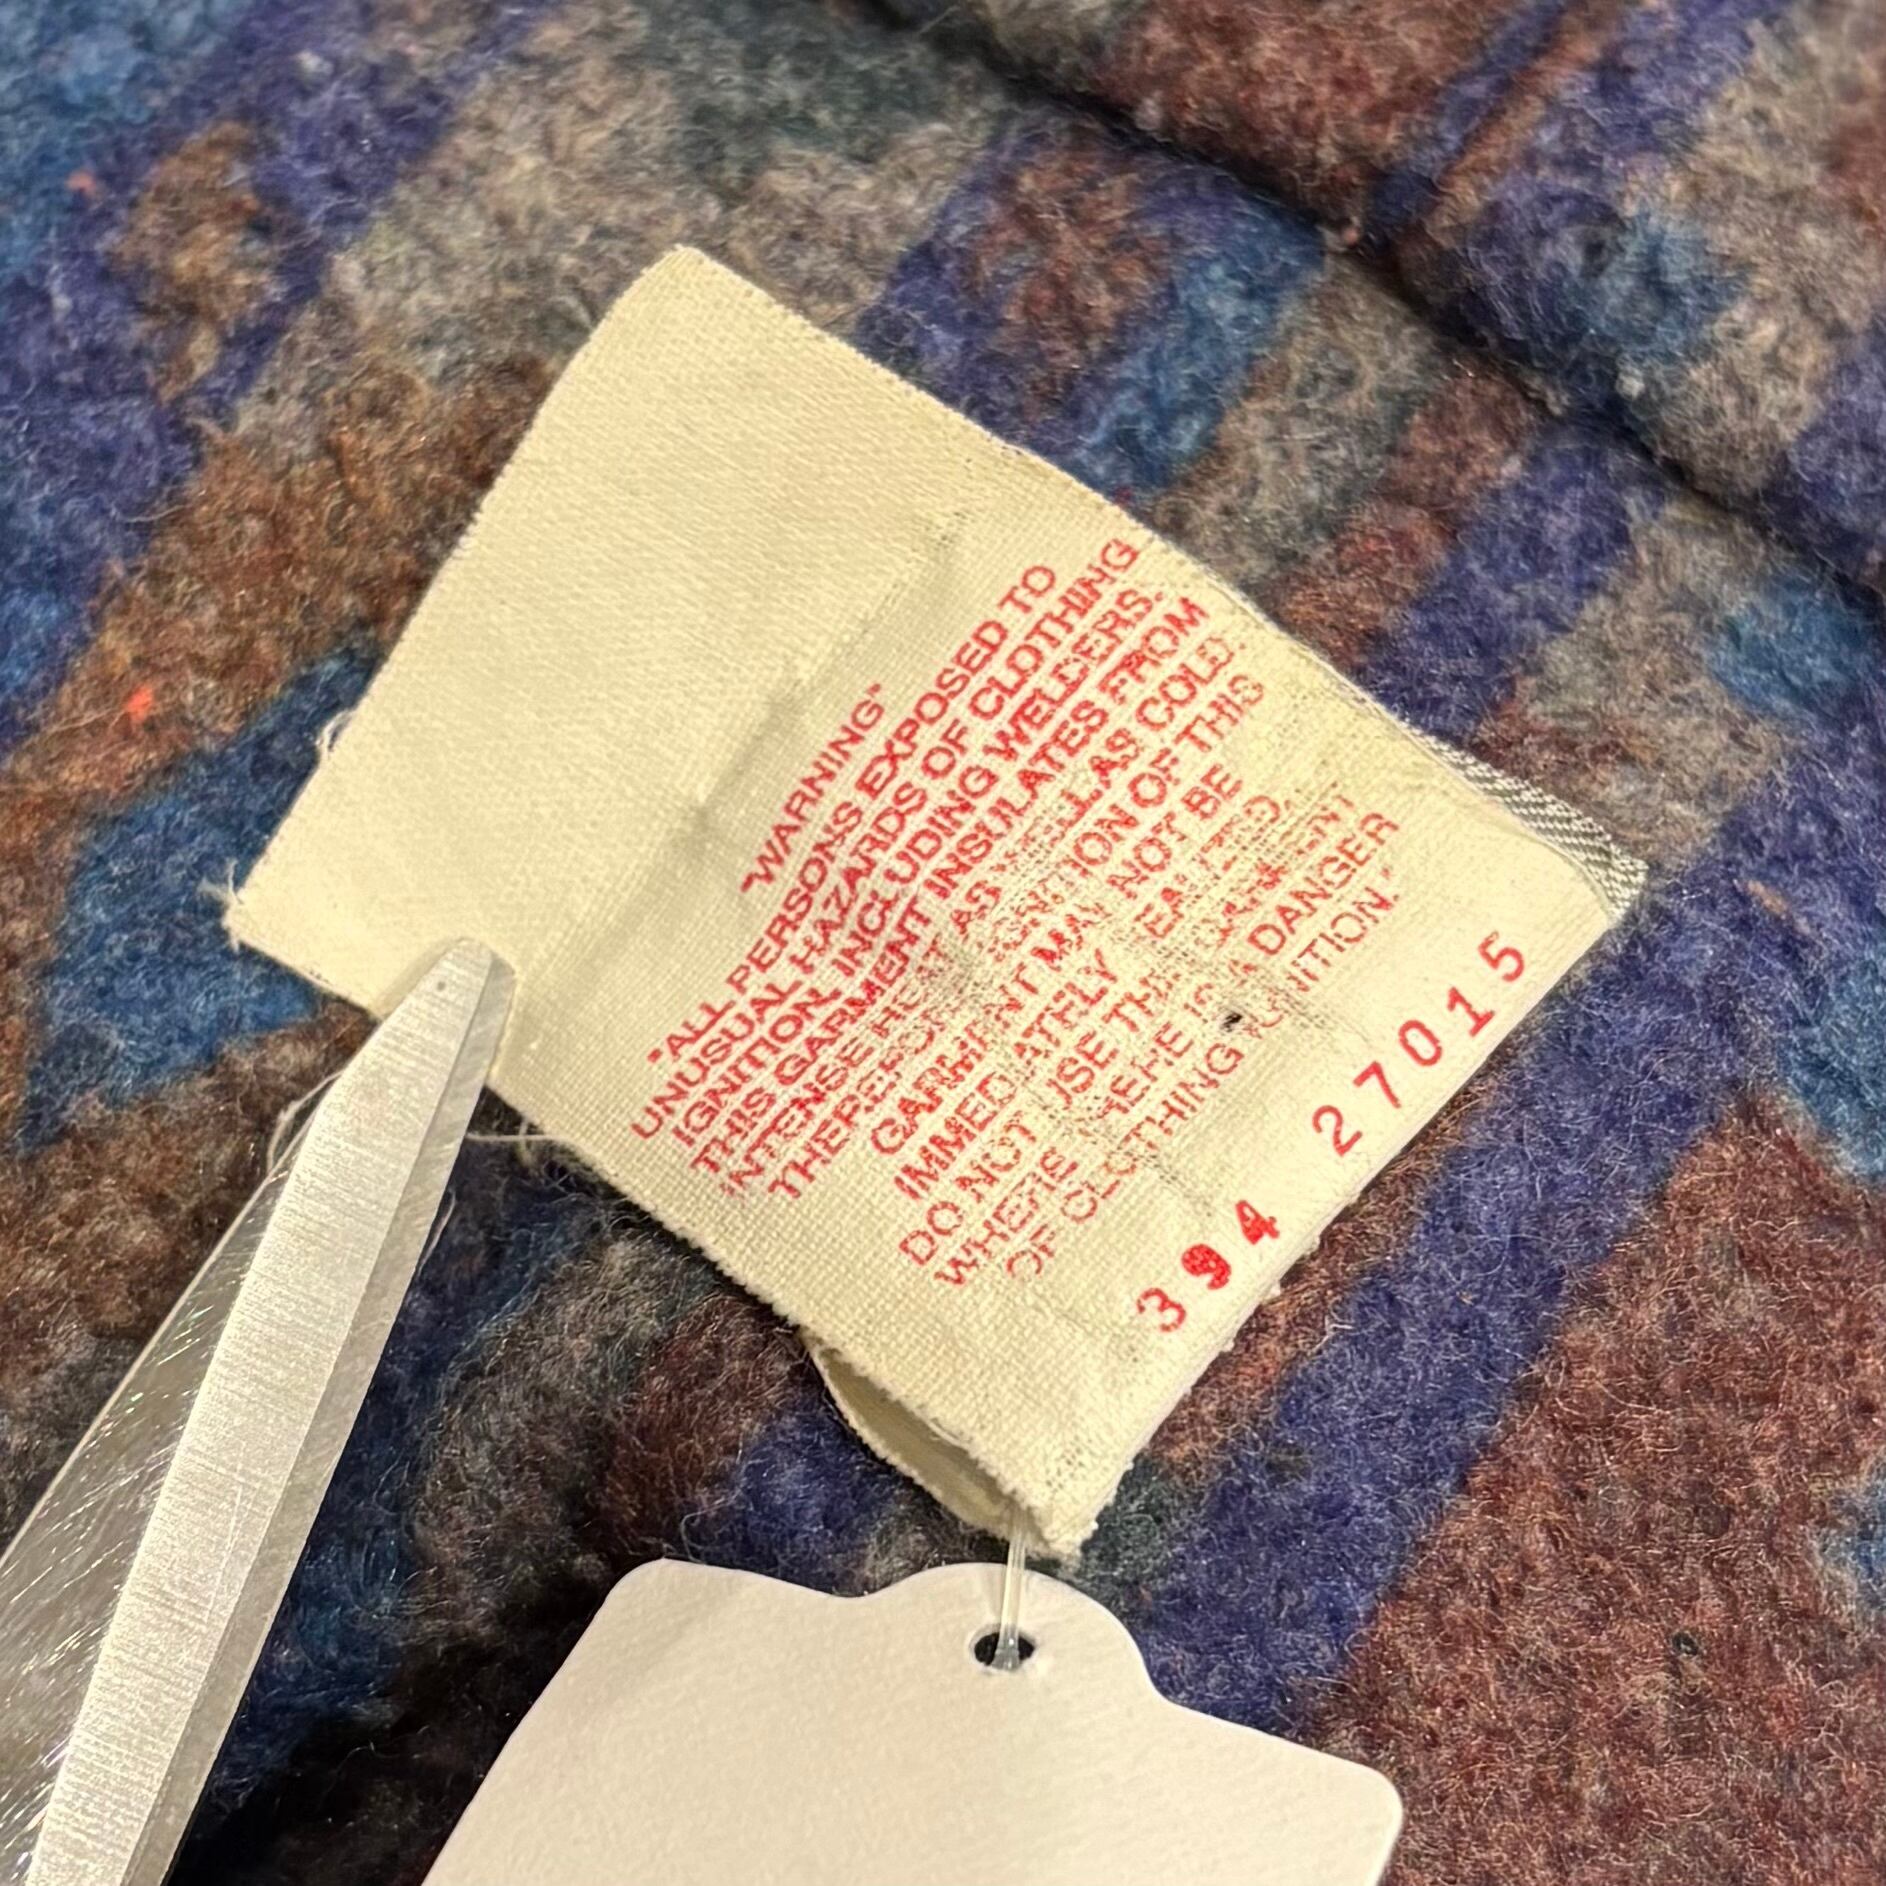 "WARNING"
"ALL PERSONS EXPOSED TO
UNUSUAL HAZARDS OF CLOTHING
IGNITION, INCLUDING WELDERS.
THIS GARMENT INSULATES FROM
INTENSE HEAT AS WELL AS COLD.
THEREFORE IGNITION OF THIS
GARMENT MAY NOT BE
IMMEDIATELY REALIZED.
DO NOT USE THIS GARMENT
WHERE THERE IS A DANGER
OF CLOTHING IGNITION."
394 27015